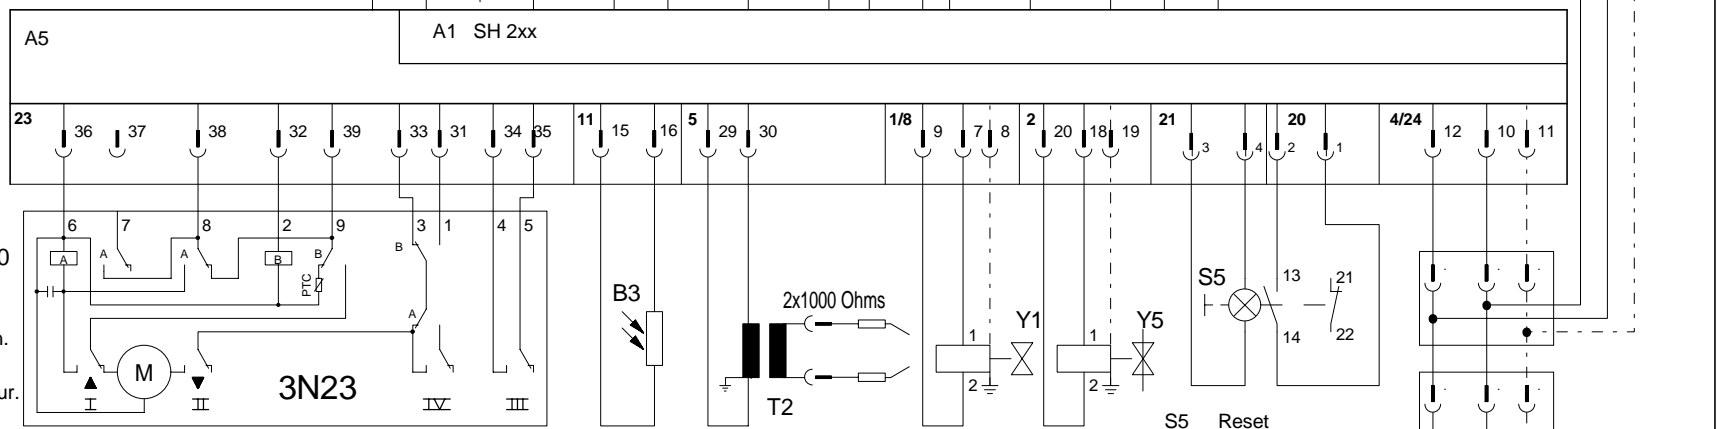 A5
A1 SH 2xx
23 36 37 38 32 39 33 31 34 35 11 15 16 5 29 30 1/8 9 7 8 2 20 18 19 21 3 4 2 20 1 4/24 12 10 11
6 7 8 2 9 3 1 4 5
0 A A A B B B
PTC
S5 13 21
B3 2x1000 Ohms
A
Y1 Y5
n. 1 1 14 22
M 3N23
2 2
ur. I II IV III T2
S5 Reset